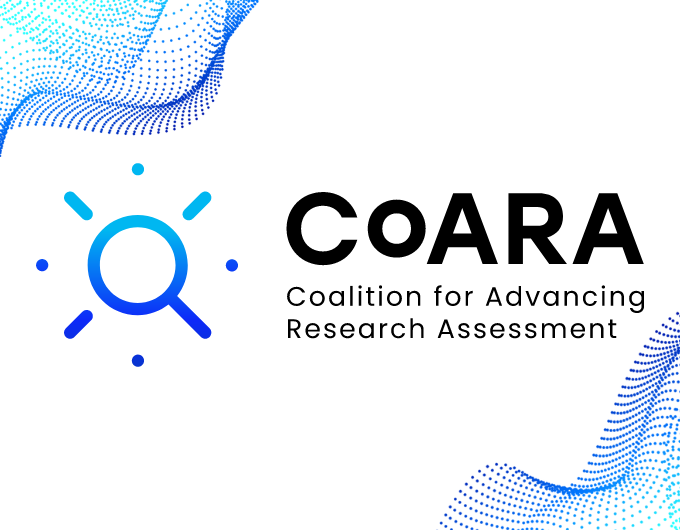 CoARA
Coalition for Advancing
Research Assessment